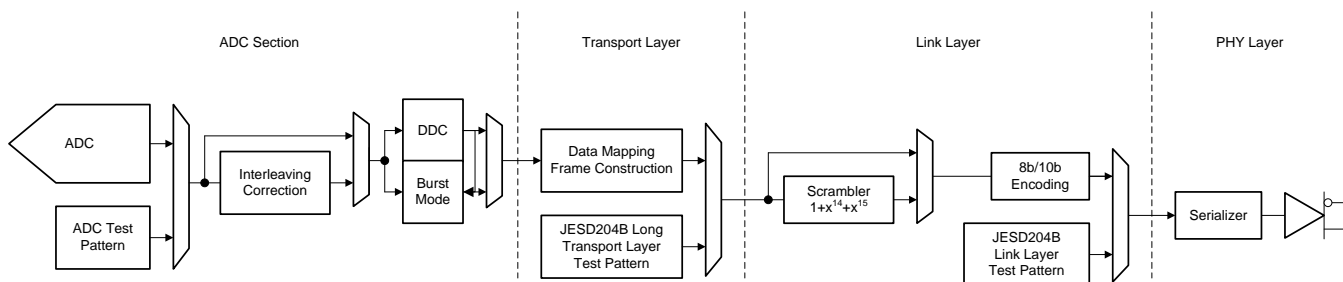 ADC Section
Transport Layer
Link Layer
PHY Layer
ADC
ADC Test
Pattern
Interleaving
Correction
DDC
Burst
Mode
Data Mapping
Frame Construction
JESD204B Long
Transport Layer
Test Pattern
Scrambler
1+x¹⁴+x¹⁵
8b/10b
Encoding
JESD204B
Link Layer
Test Pattern
Serializer